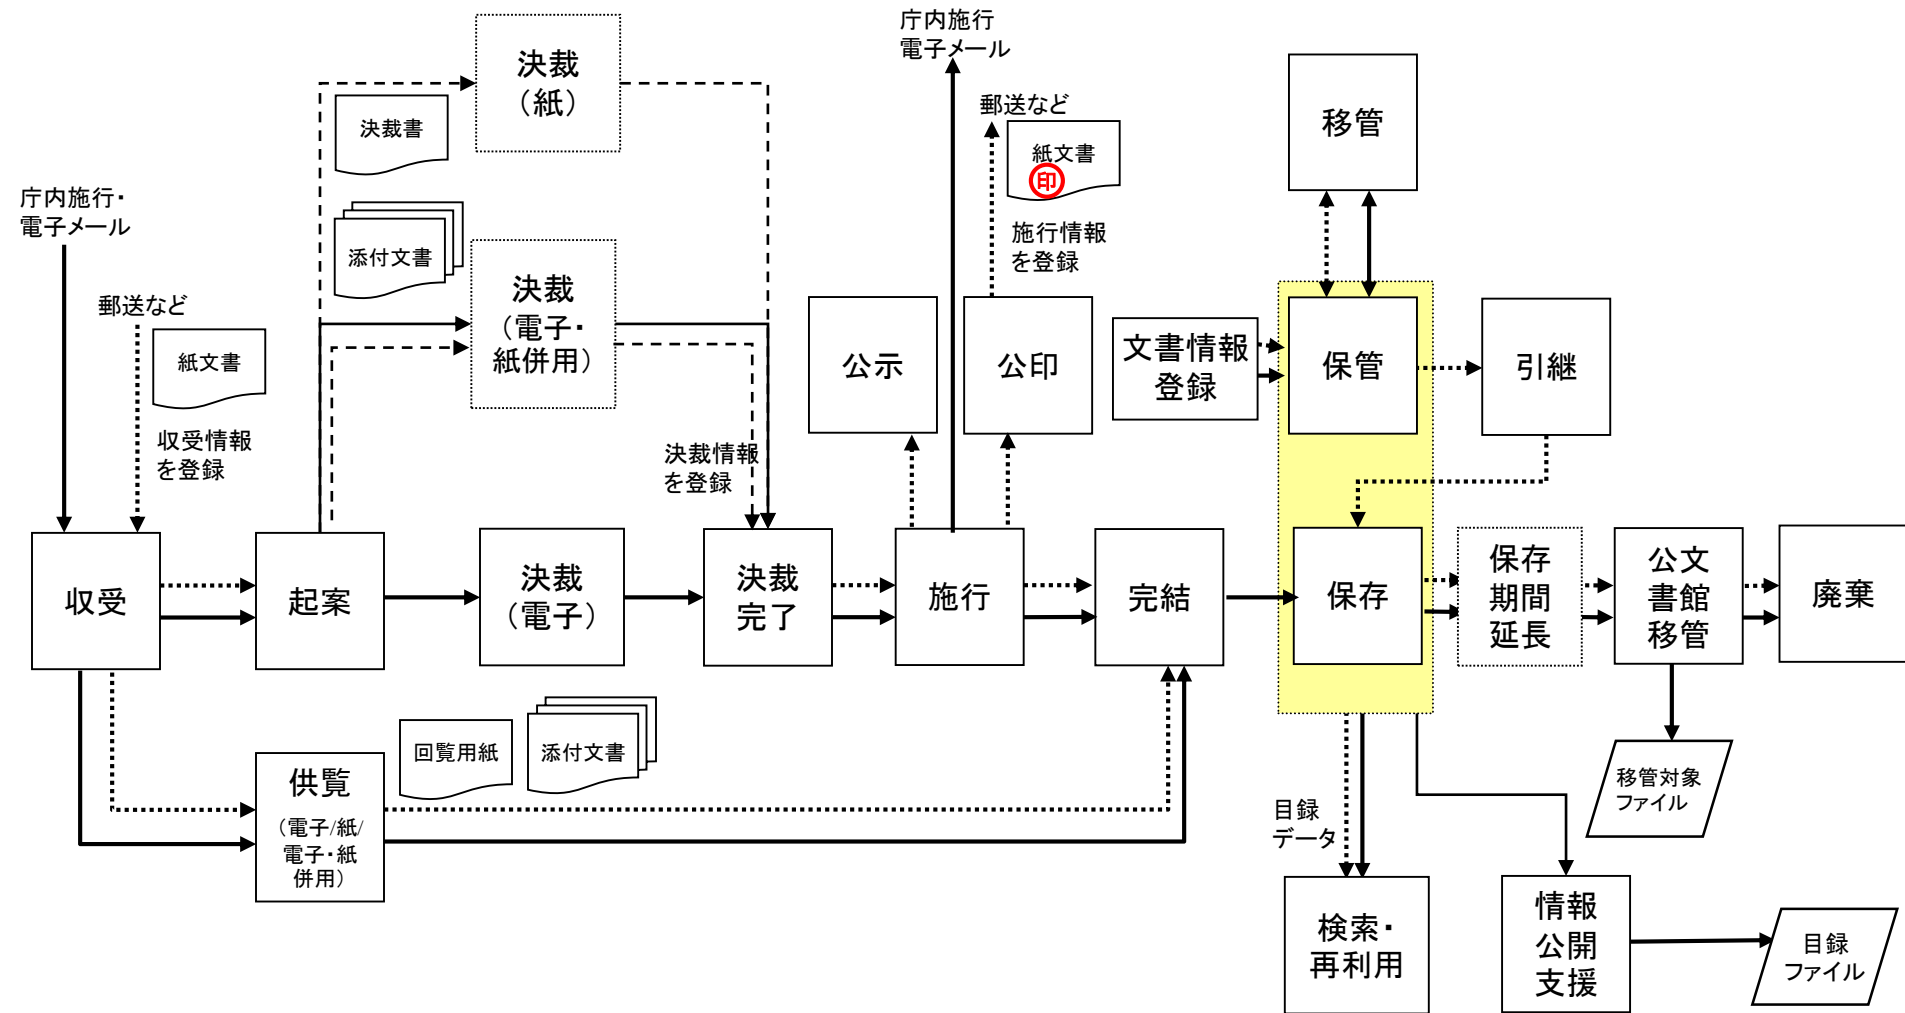 庁内施行・
電子メール
郵送など
紙文書
収受情報
を登録
収受
起案
決裁書
添付文書
決裁
（紙）
決裁
（電子・
紙併用）
決裁
（電子）
決裁情報
を登録
決裁
完了
供覧
（電子/紙/
電子・紙
併用）
回覧用紙
添付文書
庁内施行
電子メール
郵送など
紙文書
印
施行情報
を登録
公示
公印
施行
完結
文書情報
登録
移管
保管
引継
保存
保存
期間
延長
公文
書館
移管
廃棄
移管対象
ファイル
目録
データ
検索・
再利用
情報
公開
支援
目録
ファイル